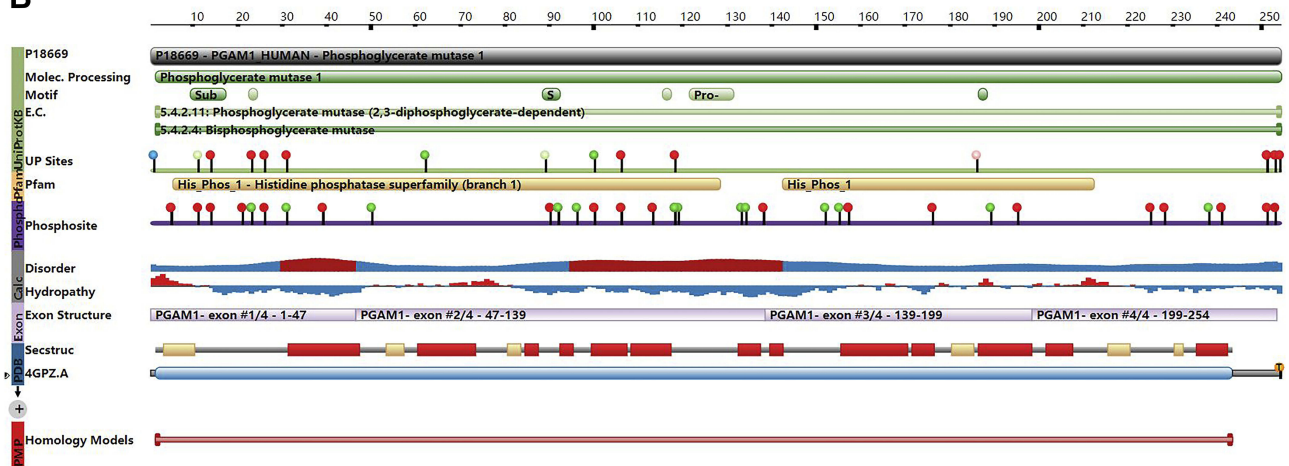 B
10 20 30 40 50 60 70 80 90 100 110 120 130 140 150 160 170 180 190 200 210 220 230 240 250
P18669
P18669 - PGAM1_HUMAN - Phosphoglycerate mutase 1
Molec. Processing
Phosphoglycerate mutase 1
Motif
Sub
S
Pro-
E.C.
5.4.2.11: Phosphoglycerate mutase (2,3-diphosphoglycerate-dependent)
5.4.2.4: Bisphosphoglycerate mutase
UniProtKB
UP Sites
Pfam
Pfam
His_Phos_1 - Histidine phosphatase superfamily (branch 1)
His_Phos_1
Phosph
Phosphosite
Calc
Disorder
Hydropathy
Exon
Exon Structure
PGAM1- exon #1/4 - 1-47
PGAM1- exon #2/4 - 47-139
PGAM1- exon #3/4 - 139-199
PGAM1- exon #4/4 - 199-254
PDB
Secstruc
4GPZ.A
T
+
PMP
Homology Models